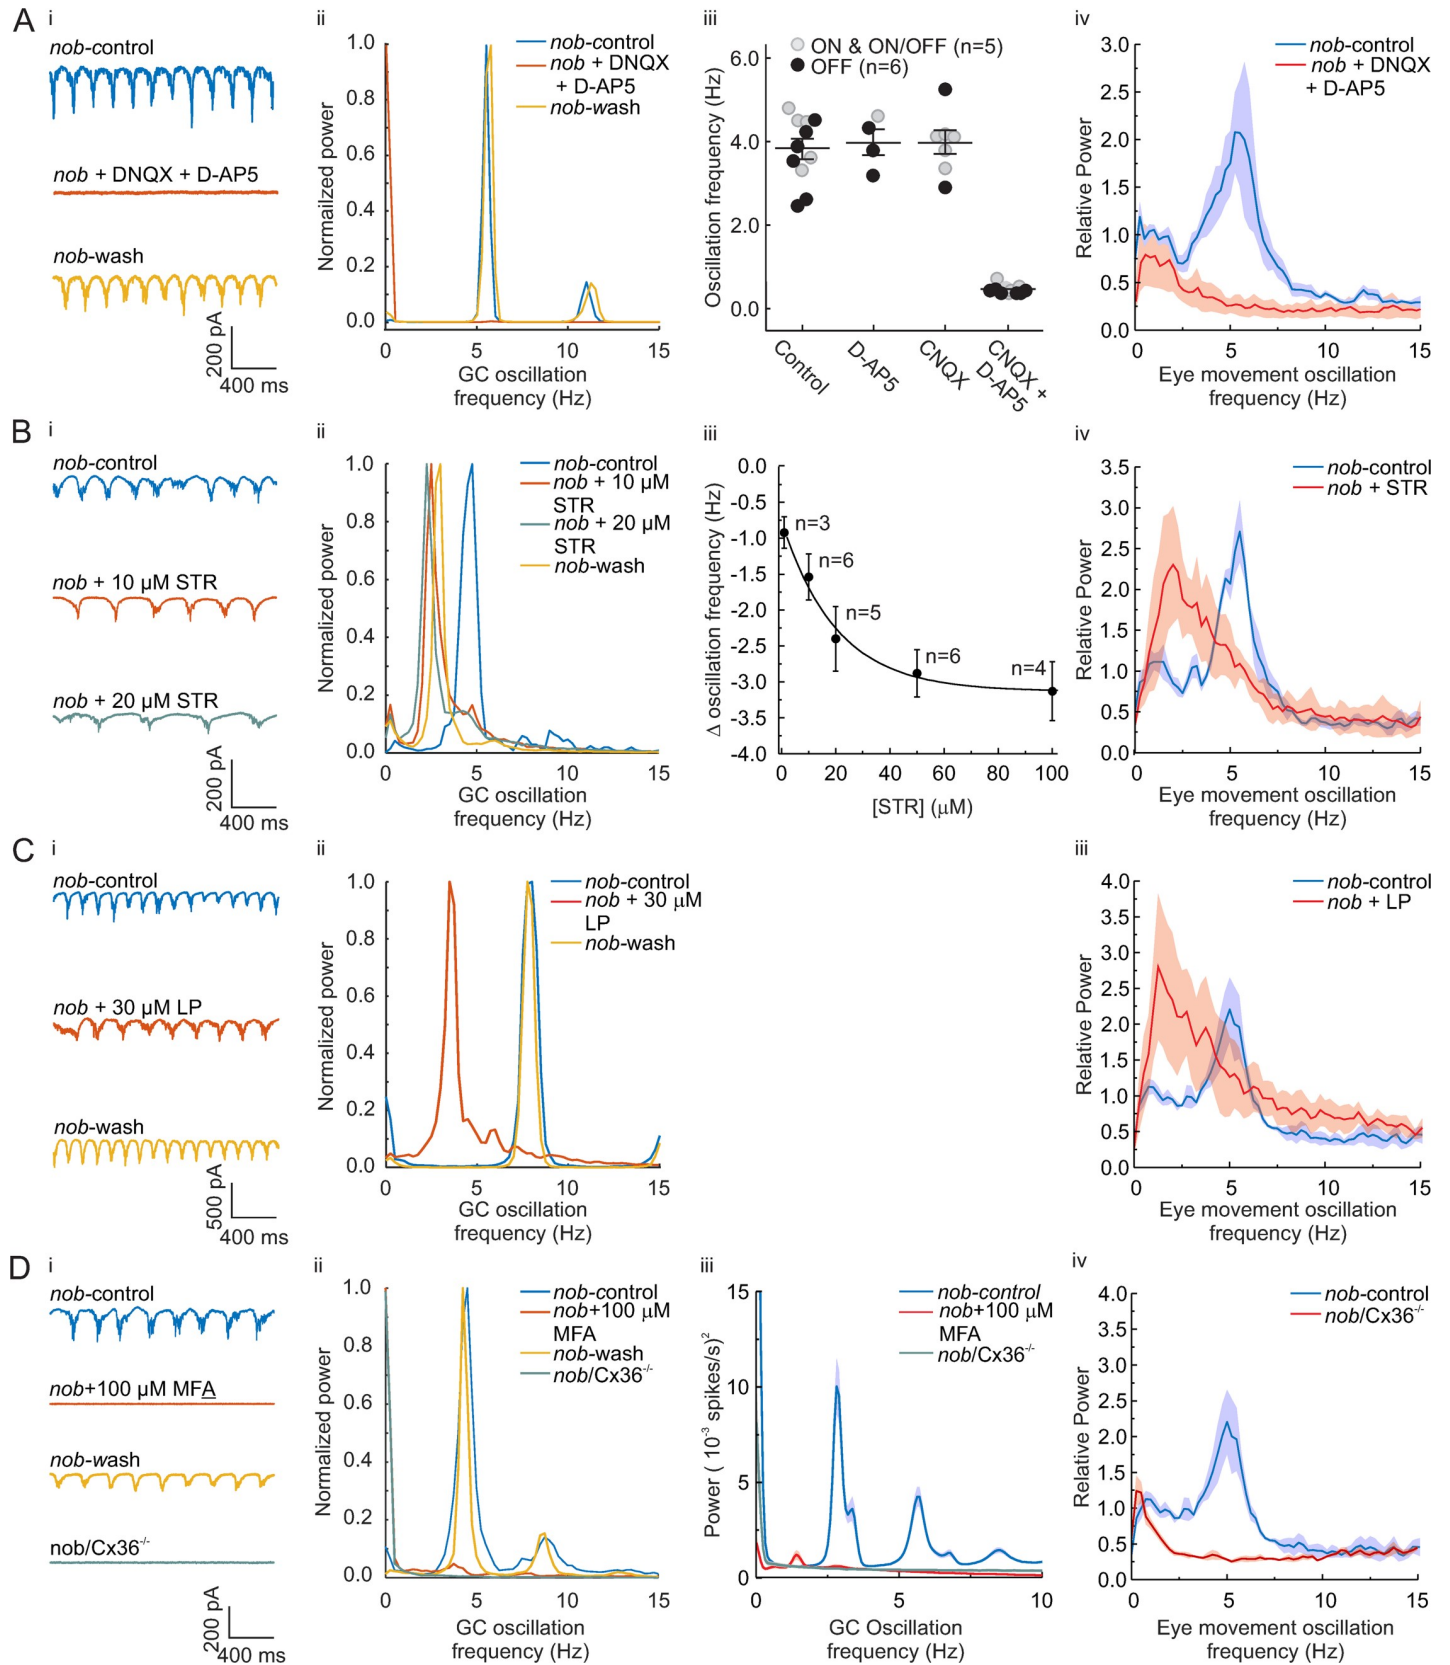 A
i
nob-control
nob + DNQX + D-AP5
nob-wash
200 pA
400 ms
ii
nob-control
nob + DNQX
+ D-AP5
nob-wash
Normailzed power
1.0
0.8
0.6
0.4
0.2
0.0
0 5 10 15
GC oscillation
frequency (Hz)
iii
ON & ON/OFF (n=5)
OFF (n=6)
Oscillation frequency (Hz)
6.0
4.0
2.0
0.0
Control
D-AP5
CNQX
CNQX +
D-AP5
iv
nob-control
nob + DNQX
+ D-AP5
Relative Power
3.0
2.5
2.0
1.5
1.0
0.5
0.0
0 5 10 15
Eye movement oscillation
frequency (Hz)
B
i
nob-control
nob + 10 µM STR
nob + 20 µM STR
200 pA
400 ms
ii
nob-control
nob + 10 µM
STR
nob + 20 µM
STR
nob-wash
Normalized power
1.0
0.8
0.6
0.4
0.2
0.0
0 5 10 15
GC oscillation
frequency (Hz)
iii
Δ oscillation frequency (Hz)
0.0
-0.5
-1.0
-1.5
-2.0
-2.5
-3.0
-3.5
-4.0
n=3
n=6
n=5
n=6
n=4
0 20 40 60 80 100
[STR] (µM)
iv
nob-control
nob + STR
Relative Power
3.5
3.0
2.5
2.0
1.5
1.0
0.5
0.0
0 5 10 15
Eye movement oscillation
frequency (Hz)
C
i
nob-control
nob + 30 µM LP
nob-wash
500 pA
400 ms
ii
nob-control
nob + 30 µM
LP
nob-wash
Normalized power
1.0
0.8
0.6
0.4
0.2
0.0
0 5 10 15
GC oscillation
frequency (Hz)
iii
nob-control
nob + LP
Relative Power
4.0
3.5
3.0
2.5
2.0
1.5
1.0
0.5
0.0
0 5 10 15
Eye movement oscillation
frequency (Hz)
D
i
nob-control
nob+100 µM MFA
nob-wash
nob/Cx36-/-
200 pA
400 ms
ii
nob-control
nob+100 µM
MFA
nob-wash
nob/Cx36-/-
Normalized power
1.0
0.8
0.6
0.4
0.2
0.0
0 5 10 15
GC oscillation
frequency (Hz)
iii
nob-control
nob+100 µM
MFA
nob/Cx36-/-
Power ( 10-3 spikes/s)2
15
10
5
0
0 5 10
GC Oscillation
frequency (Hz)
iv
nob-control
nob/Cx36-/-
Relative Power
4.0
3.5
3.0
2.5
2.0
1.5
1.0
0.5
0.0
0 5 10 15
Eye movement oscillation
frequency (Hz)